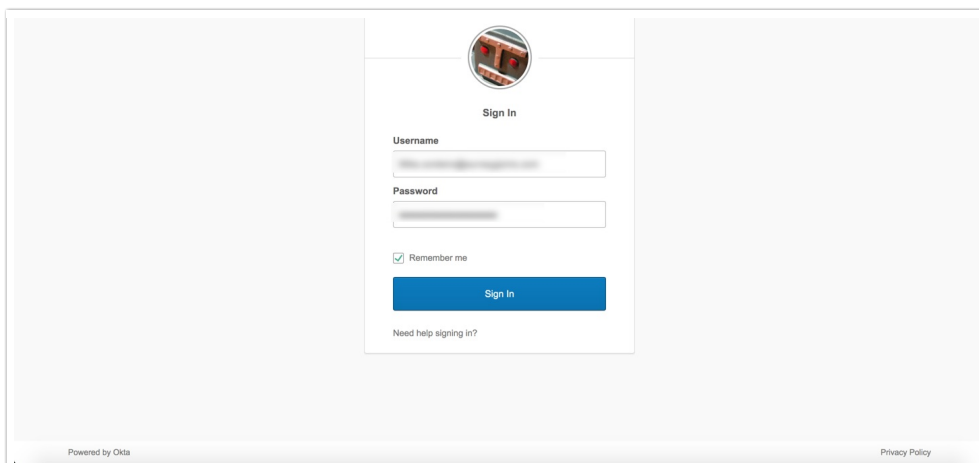 Sign In
Username
Password
Remember me
Sign In
Need help signing in?
Powered by Okta Privacy Policy